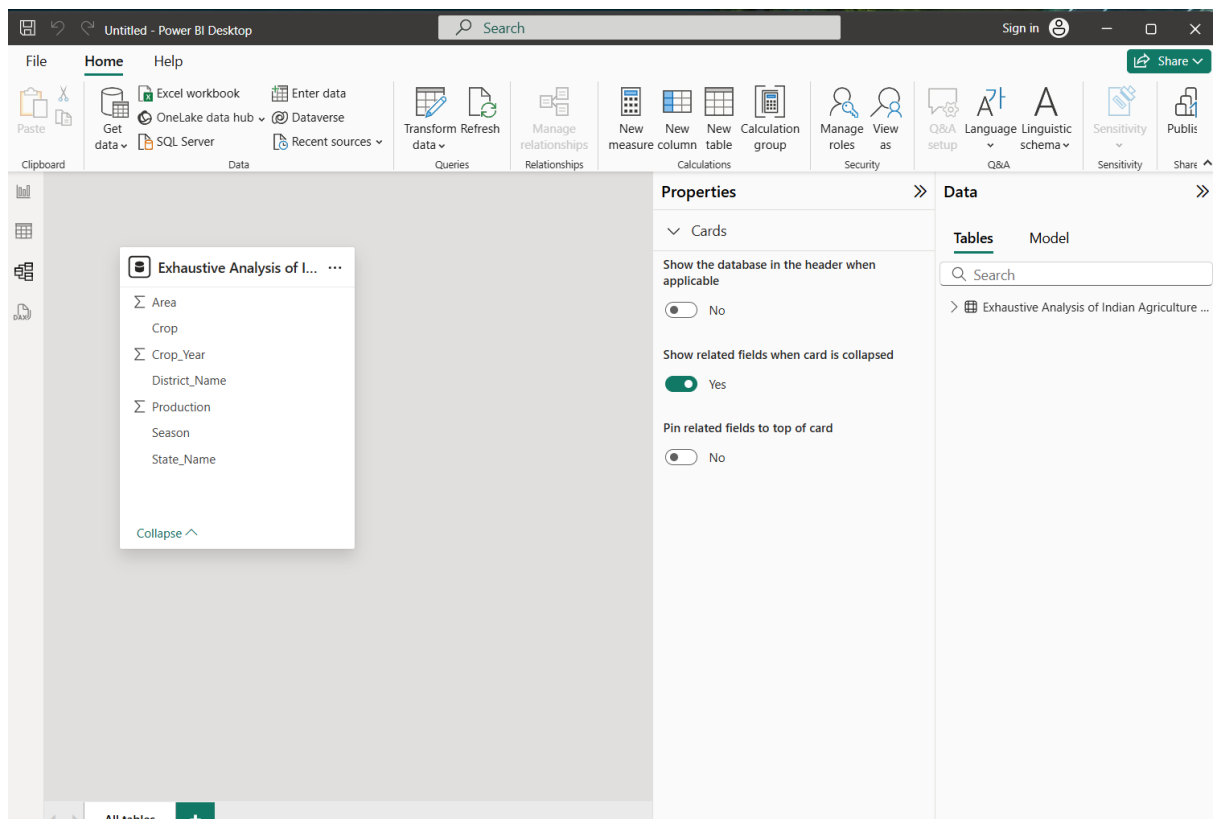 Untitled - Power BI Desktop
Search
Sign in
File
Home
Help
Share
Paste
Clipboard
Get data
Excel workbook
OneLake data hub
SQL Server
Enter data
Dataverse
Recent sources
Data
Transform data
Refresh
Queries
Manage relationships
Relationships
New measure
New column
New table
Calculation group
Calculations
Manage roles
View as
Security
Q&A setup
Language
Linguistic schema
Q&A
Sensitivity
Sensitivity
Publis
Share
DAX
Exhaustive Analysis of I...
Area
Crop
Crop_Year
District_Name
Production
Season
State_Name
Collapse
All tables
Properties
Cards
Show the database in the header when
applicable
No
Show related fields when card is collapsed
Yes
Pin related fields to top of card
No
Data
Tables
Model
Search
Exhaustive Analysis of Indian Agriculture ...